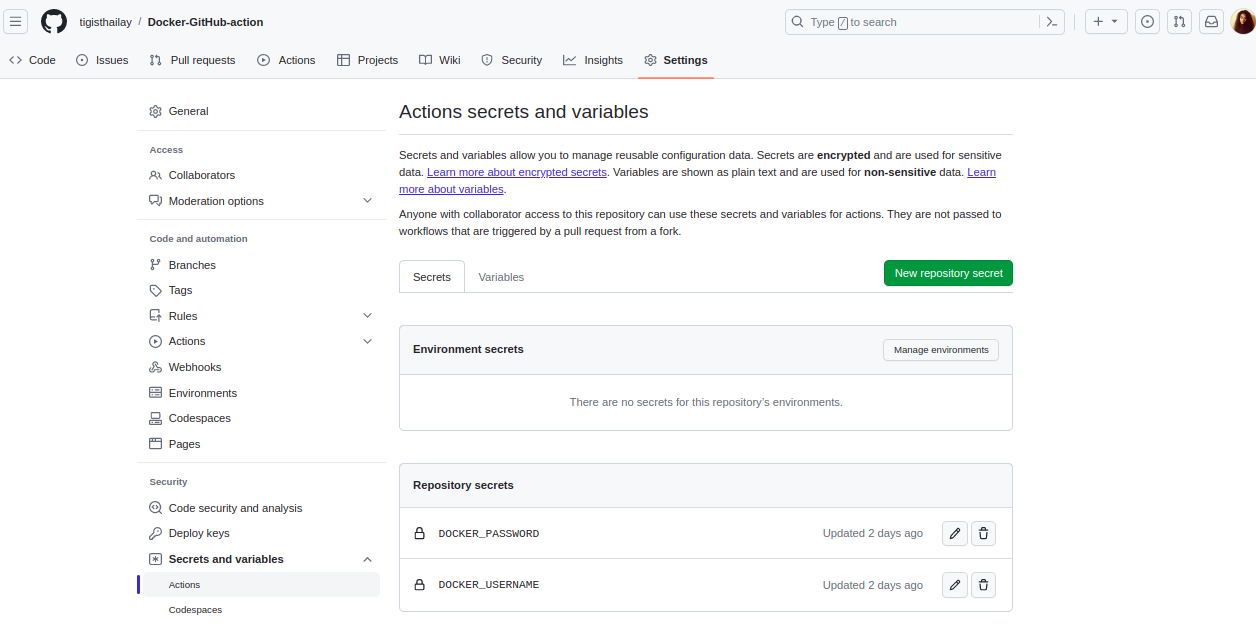 tigisthailay / Docker-GitHub-action
Type / to search
Code
Issues
Pull requests
Actions
Projects
Wiki
Security
Insights
Settings
General
Access
Collaborators
Moderation options
Code and automation
Branches
Tags
Rules
Actions
Webhooks
Environments
Codespaces
Pages
Security
Code security and analysis
Deploy keys
Secrets and variables
Actions
Codespaces
Actions secrets and variables
Secrets and variables allow you to manage reusable configuration data. Secrets are encrypted and are used for sensitive
data. Learn more about encrypted secrets. Variables are shown as plain text and are used for non-sensitive data. Learn
more about variables.
Anyone with collaborator access to this repository can use these secrets and variables for actions. They are not passed to
workflows that are triggered by a pull request from a fork.
Secrets
Variables
New repository secret
Environment secrets
Manage environments
There are no secrets for this repository's environments.
Repository secrets
DOCKER_PASSWORD Updated 2 days ago
DOCKER_USERNAME Updated 2 days ago